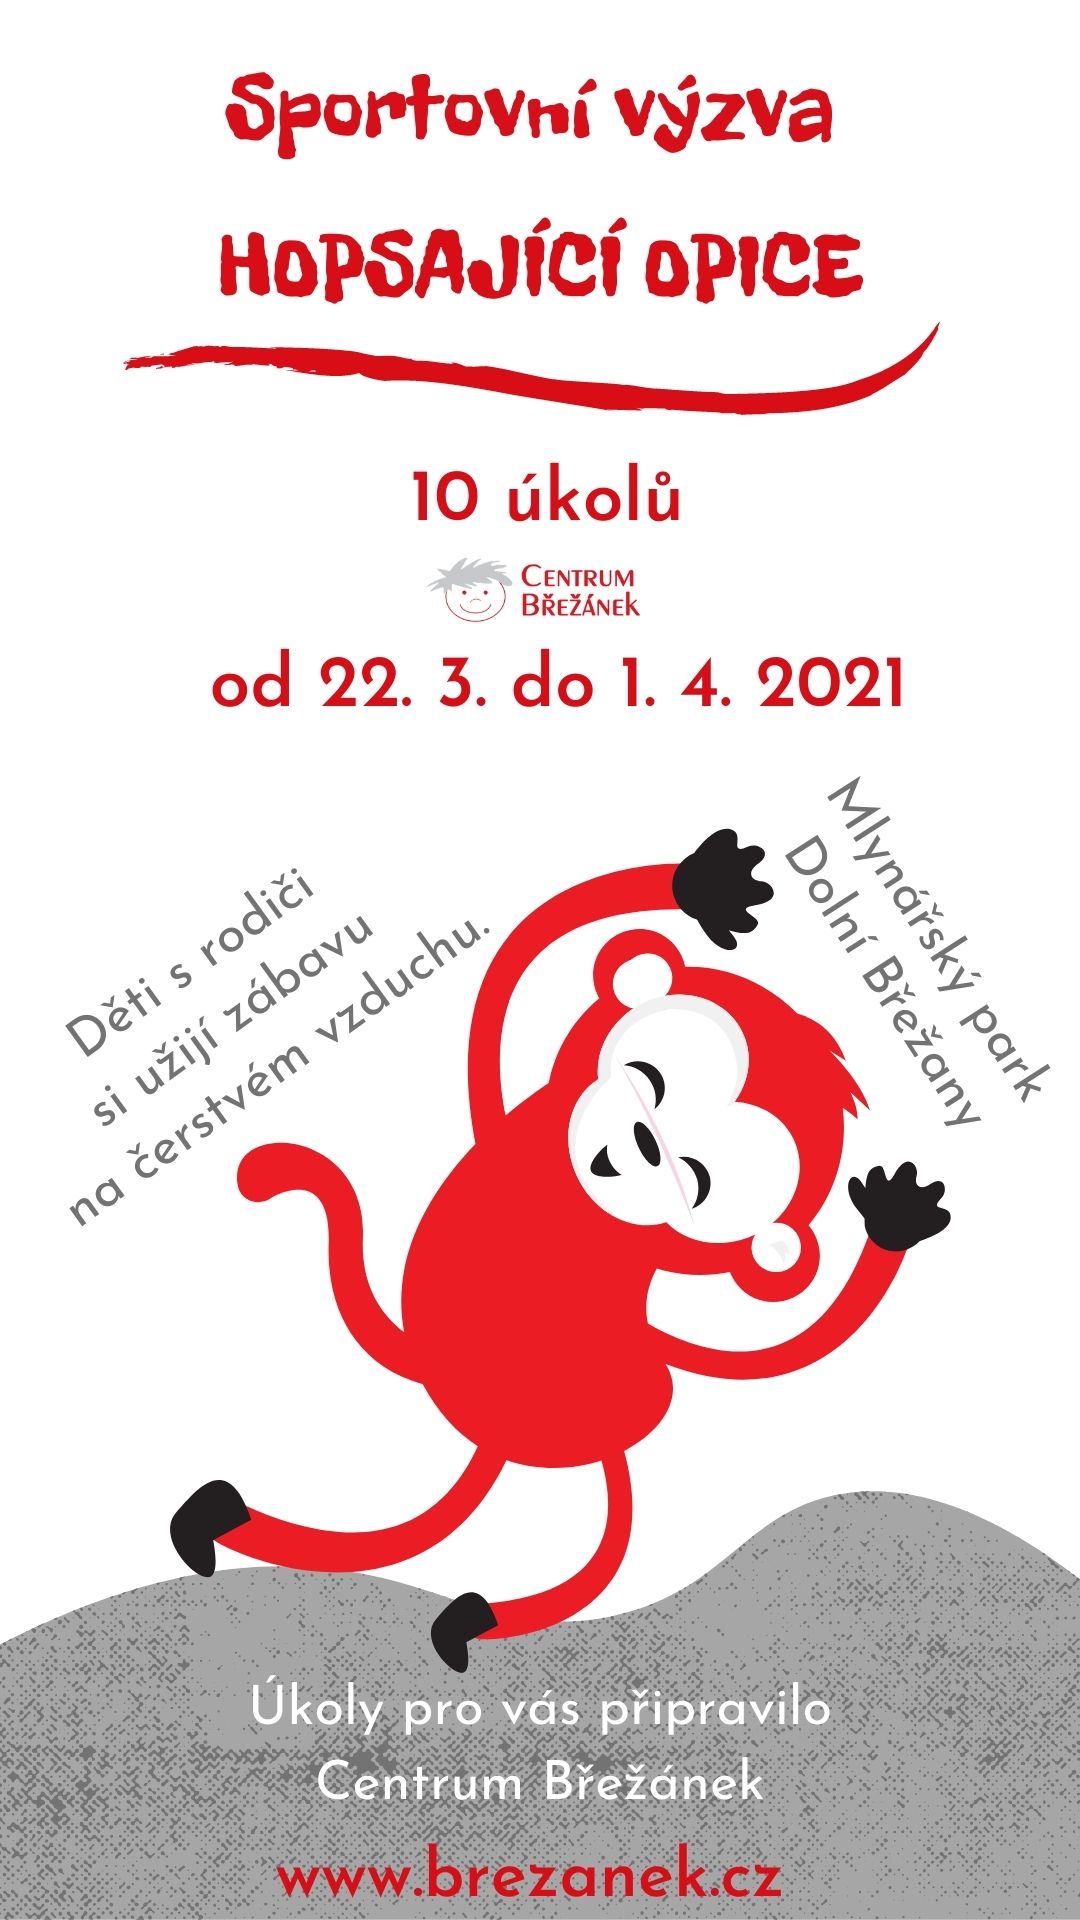 Sportovní výzva
HOPSAJÍCÍ OPICE
10 úkolů
CENTRUM
BŘEŽÁNEK
od 22. 3. do 1. 4. 2021
Děti s rodiči
si užijí zábavu
na čerstvém vzduchu.
Mlynářský park
Dolní Břežany
Úkoly pro vás připravilo
Centrum Břežánek
www.brezanek.cz